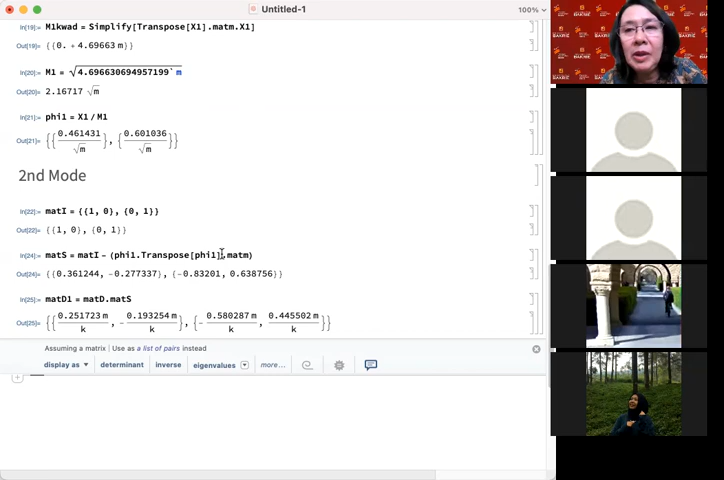 Untitled-1
100%
In[19]:= M1kwad = Simplify[Transpose[X1].matm.X1]
Out[19]= {{0. + 4.69663 m}}
In[20]:= M1 = √4.696630694957199` m
Out[20]= 2.16717 √m
In[21]:= phi1 = X1 / M1
Out[21]= {{0.461431/√m}, {0.601036/√m}}
2nd Mode
In[22]:= matI = {{1, 0}, {0, 1}}
Out[22]= {{1, 0}, {0, 1}}
In[24]:= matS = matI - (phi1.Transpose[phi1].matm)
Out[24]= {{0.361244, -0.277337}, {-0.83201, 0.638756}}
In[25]:= matD1 = matD.matS
Out[25]= {{0.251723 m/k, -0.193254 m/k}, {-0.580287 m/k, 0.445502 m/k}}
Assuming a matrix | Use as a list of pairs instead
display as determinant inverse eigenvalues more...